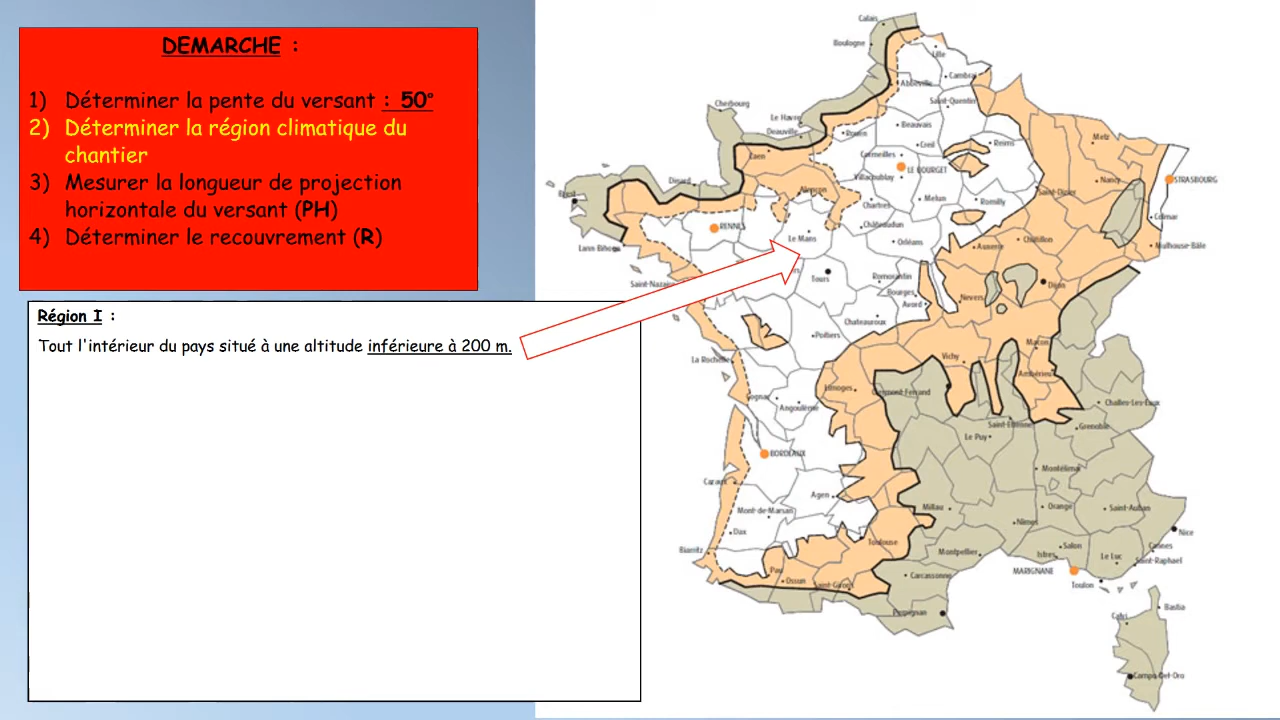 DEMARCHE :
1) Déterminer la pente du versant : 50°
2) Déterminer la région climatique du
chantier
3) Mesurer la longueur de projection
horizontale du versant (PH)
4) Déterminer le recouvrement (R)
Région I :
Tout l'intérieur du pays situé à une altitude inférieure à 200 m.
Calais
Boulogne
Lille
Cambrai
Abbeville
Saint-Quentin
Cherbourg
Le Havre
Deauville
Rouen
Beauvais
Creil
Reims
Metz
Caen
Cormeilles
LE BOURGET
Villacoublay
Nancy
STRASBOURG
Brest
Dinard
Alençon
Saint-Dizier
Chartres
Melun
Romilly
Colmar
RENNES
Châteaudun
Lann Bihoué
Le Mans
Orléans
Auxerre
Châtillon
Mulhouse-Bâle
Saint-Nazaire
Tours
Romorantin
Bourges
Avord
Nevers
Dijon
Chateauroux
Poitiers
Macon
La Rochelle
Vichy
Ambérieu
Limoges
Clermont-Ferrand
Cognac
Angoulême
Challes-Les-Eaux
Saint-Etienne
Grenoble
Le Puy
BORDEAUX
Montélimar
Cazaux
Agen
Millau
Orange
Saint-Auban
Mont-de-Marsan
Nîmes
Nice
Dax
Toulouse
Salon
Cannes
Biarritz
Montpellier
Istres
Le Luc
Saint-Raphael
Pau
Ossun
Saint-Girons
Carcassonne
MARIGNANE
Toulon
Perpignan
Bastia
Calvi
Campo-Del-Oro